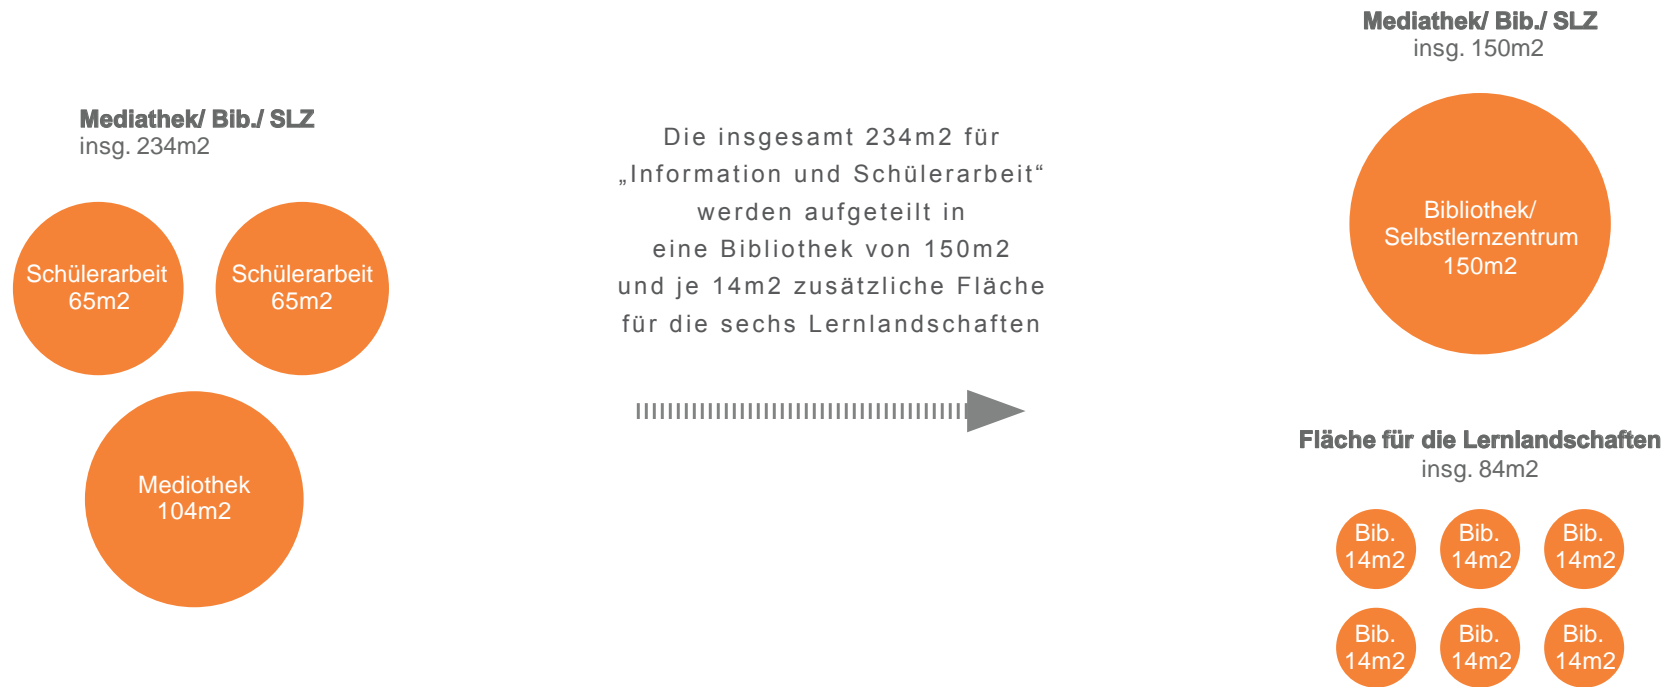 Mediathek/ Bib./ SLZ
insg. 234m2
Schülerarbeit
65m2
Schülerarbeit
65m2
Mediothek
104m2
Die insgesamt 234m2 für
„Information und Schülerarbeit“
werden aufgeteilt in
eine Bibliothek von 150m2
und je 14m2 zusätzliche Fläche
für die sechs Lernlandschaften
Mediathek/ Bib./ SLZ
insg. 150m2
Bibliothek/
Selbstlernzentrum
150m2
Fläche für die Lernlandschaften
insg. 84m2
Bib.
14m2
Bib.
14m2
Bib.
14m2
Bib.
14m2
Bib.
14m2
Bib.
14m2